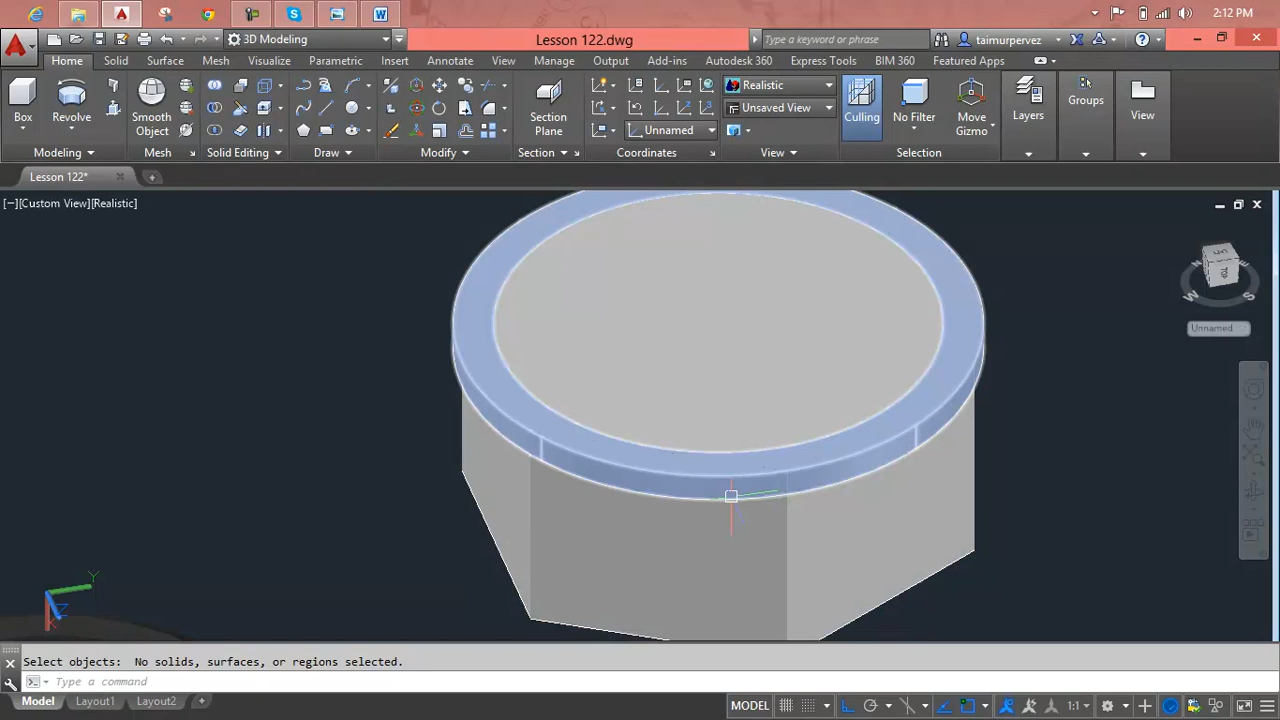 2:12 PM
3D Modeling
Lesson 122.dwg
Type a keyword or phrase
taimurpervez
Home Solid Surface Mesh Visualize Parametric Insert Annotate View Manage Output Add-ins Autodesk 360 Express Tools BIM 360 Featured Apps
Realistic
Unsaved View
Unnamed
Box Revolve Smooth Object Section Plane Culling No Filter Move Gizmo Layers Groups View
Modeling Mesh Solid Editing Draw Modify Section Coordinates View Selection
Lesson 122*
[−][Custom View][Realistic]
W S
Unnamed
Y
Z
X
Select objects: No solids, surfaces, or regions selected.
Type a command
Model Layout1 Layout2
MODEL
1:1